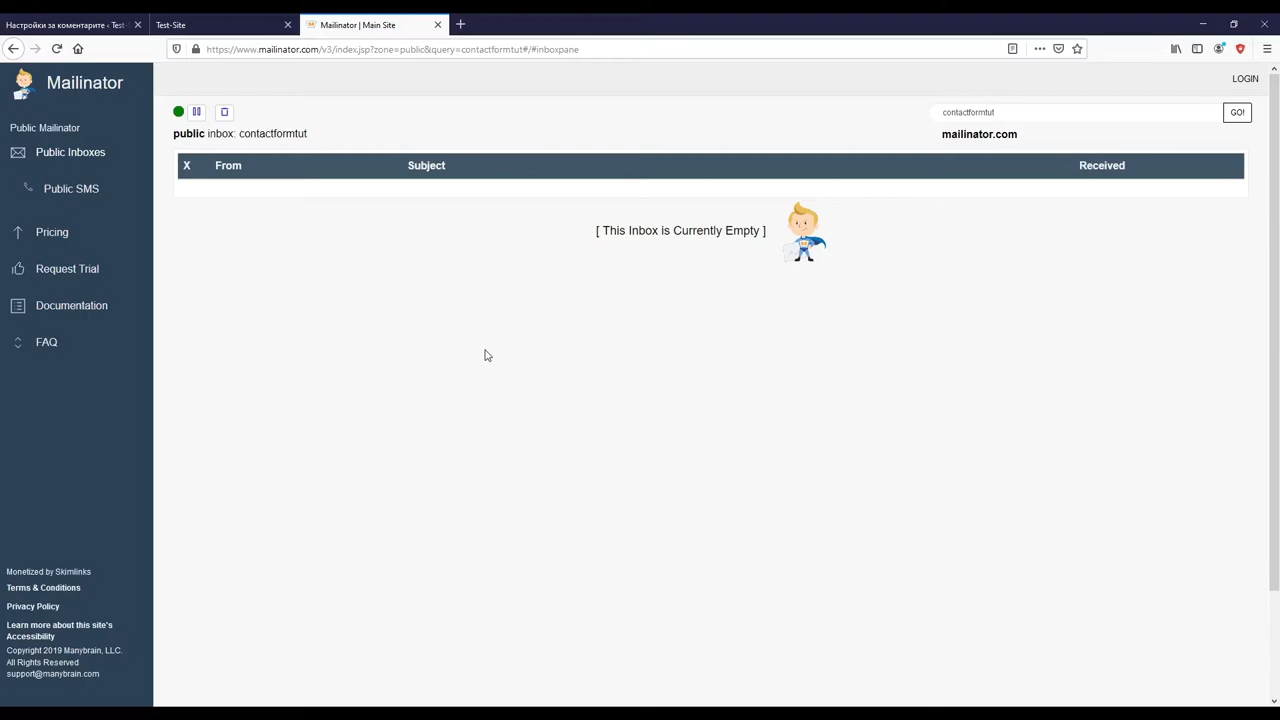 Настройки за коментарите ‹ Test-
Test-Site
Mailinator | Main Site
https://www.mailinator.com/v3/index.jsp?zone=public&query=contactformtut#/#inboxpane
Mailinator
LOGIN
Public Mailinator
Public Inboxes
Public SMS
Pricing
Request Trial
Documentation
FAQ
contactformtut
GO!
public inbox: contactformtut
mailinator.com
X From Subject Received
[ This Inbox is Currently Empty ]
Monetized by Skimlinks
Terms & Conditions
Privacy Policy
Learn more about this site's
Accessibility
Copyright 2019 Manybrain, LLC.
All Rights Reserved
support@manybrain.com